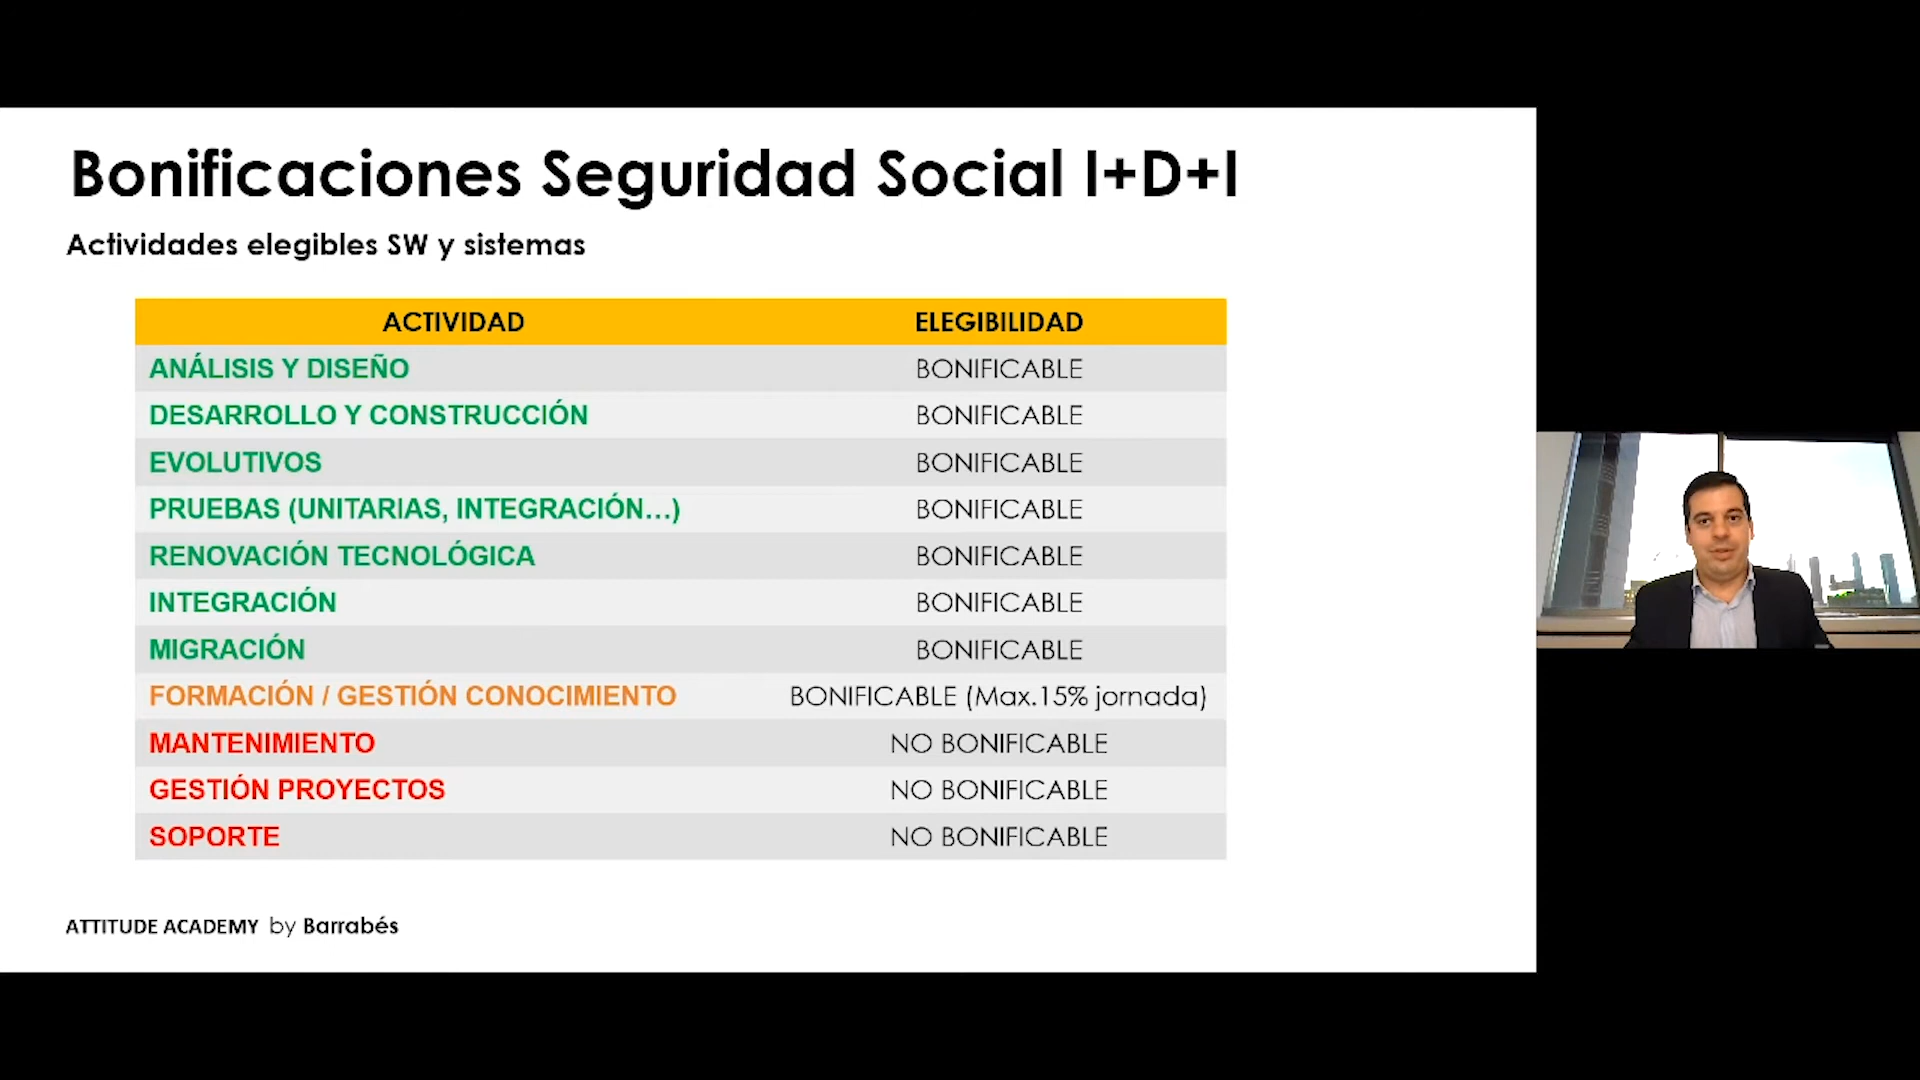 Bonificaciones Seguridad Social I+D+I
Actividades elegibles SW y sistemas
ACTIVIDAD ELEGIBILIDAD
ANÁLISIS Y DISEÑO BONIFICABLE
DESARROLLO Y CONSTRUCCIÓN BONIFICABLE
EVOLUTIVOS BONIFICABLE
PRUEBAS (UNITARIAS, INTEGRACIÓN...) BONIFICABLE
RENOVACIÓN TECNOLÓGICA BONIFICABLE
INTEGRACIÓN BONIFICABLE
MIGRACIÓN BONIFICABLE
FORMACIÓN / GESTIÓN CONOCIMIENTO BONIFICABLE (Max.15% jornada)
MANTENIMIENTO NO BONIFICABLE
GESTIÓN PROYECTOS NO BONIFICABLE
SOPORTE NO BONIFICABLE
ATTITUDE ACADEMY by Barrabés